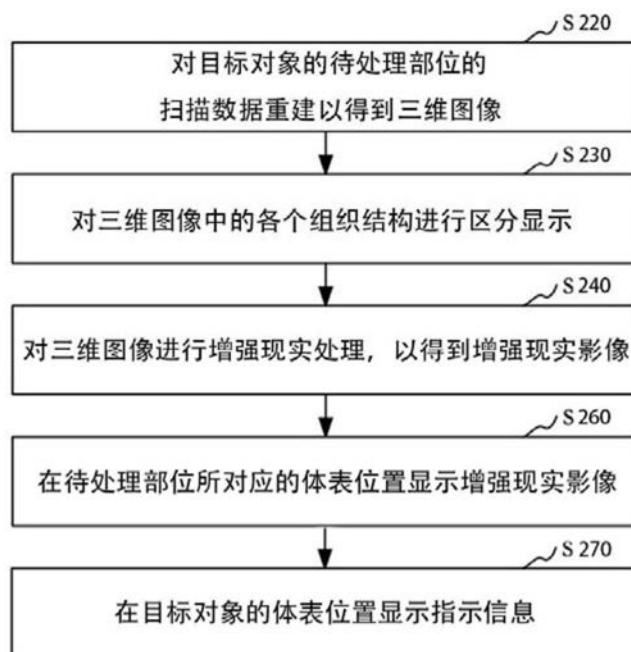 S 220
对目标对象的待处理部位的
扫描数据重建以得到三维图像
S 230
对三维图像中的各个组织结构进行区分显示
S 240
对三维图像进行增强现实处理，以得到增强现实影像
S 260
在待处理部位所对应的体表位置显示增强现实影像
S 270
在目标对象的体表位置显示指示信息